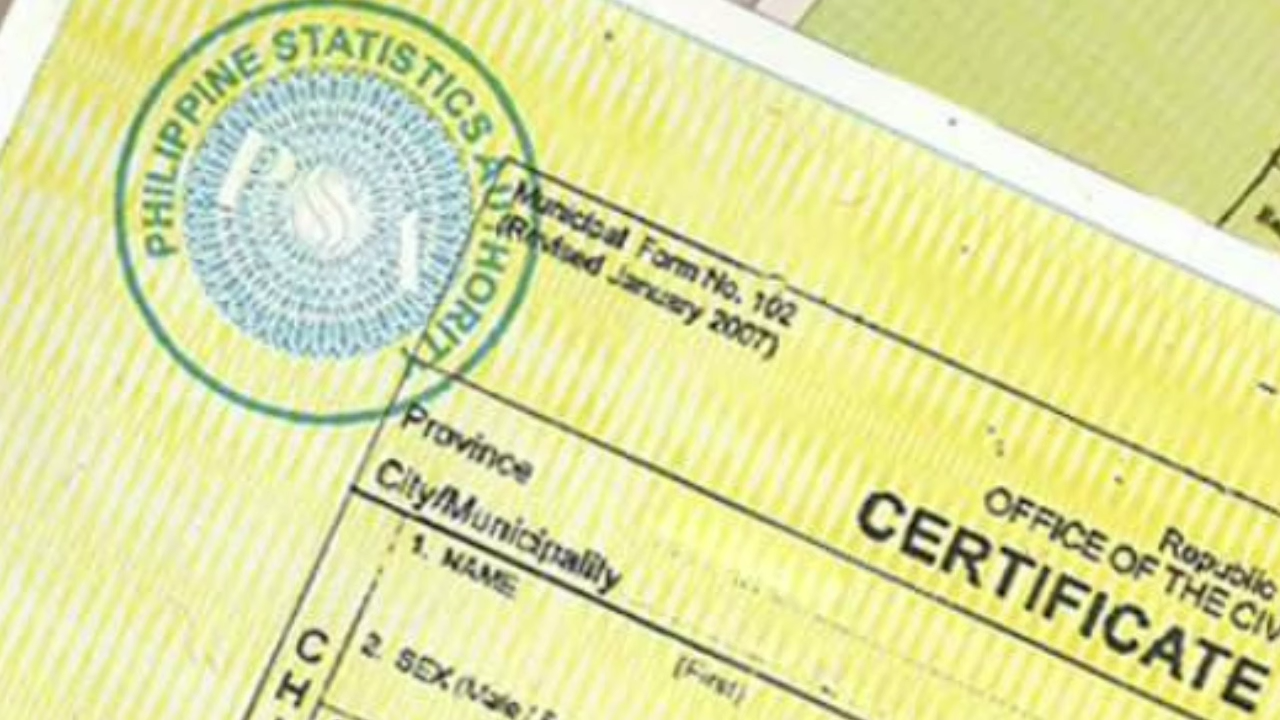 PHILIPPINE STATISTICS AUTHORITY
PSA
Municipal Form No. 102
(Revised January 2007)
Republic
OFFICE OF THE CIV
CERTIFICATE
Province
City/Municipality
1. NAME
(First)
2. SEX (Male /
C
H